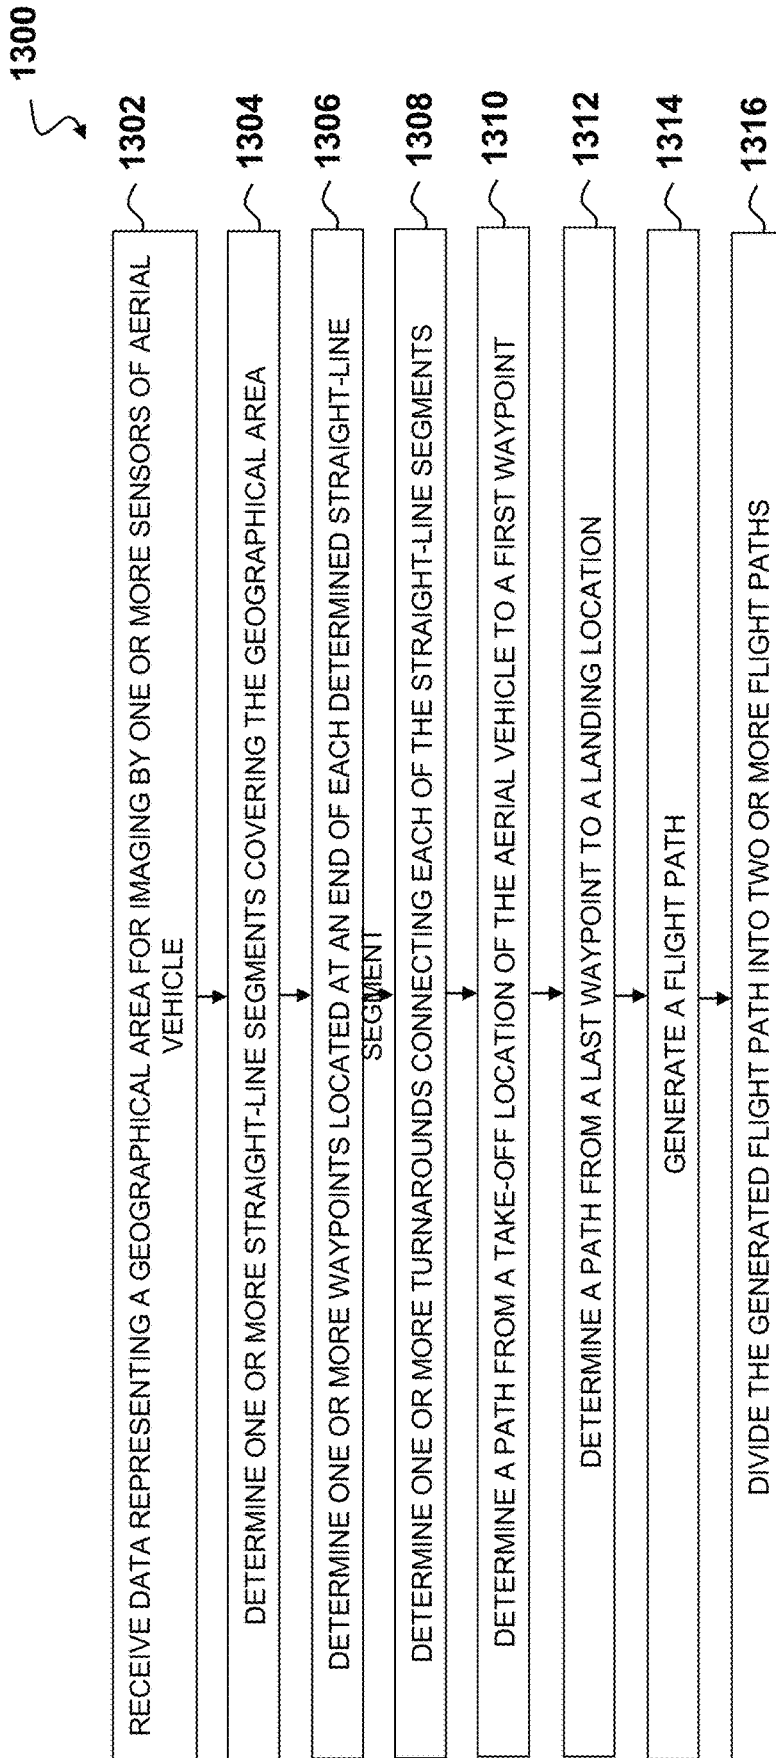 1300
RECEIVE DATA REPRESENTING A GEOGRAPHICAL AREA FOR IMAGING BY ONE OR MORE SENSORS OF AERIAL
VEHICLE
1302
DETERMINE ONE OR MORE STRAIGHT-LINE SEGMENTS COVERING THE GEOGRAPHICAL AREA
1304
DETERMINE ONE OR MORE WAYPOINTS LOCATED AT AN END OF EACH DETERMINED STRAIGHT-LINE
SEGMENT
1306
DETERMINE ONE OR MORE TURNAROUNDS CONNECTING EACH OF THE STRAIGHT-LINE SEGMENTS
1308
DETERMINE A PATH FROM A TAKE-OFF LOCATION OF THE AERIAL VEHICLE TO A FIRST WAYPOINT
1310
DETERMINE A PATH FROM A LAST WAYPOINT TO A LANDING LOCATION
1312
GENERATE A FLIGHT PATH
1314
DIVIDE THE GENERATED FLIGHT PATH INTO TWO OR MORE FLIGHT PATHS
1316